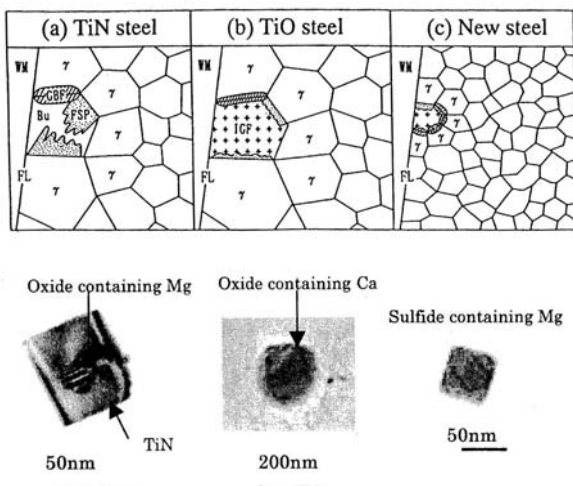 (a) TiN steel
(b) TiO steel
(c) New steel
WM
γ
GBF
Bu
FSP
γ
γ
γ
FL
WM
γ
γ
IGF
γ
γ
FL
γ
WM
γ
γ
γ
γ
FL
Oxide containing Mg
Oxide containing Ca
Sulfide containing Mg
TiN
50nm
200nm
50nm